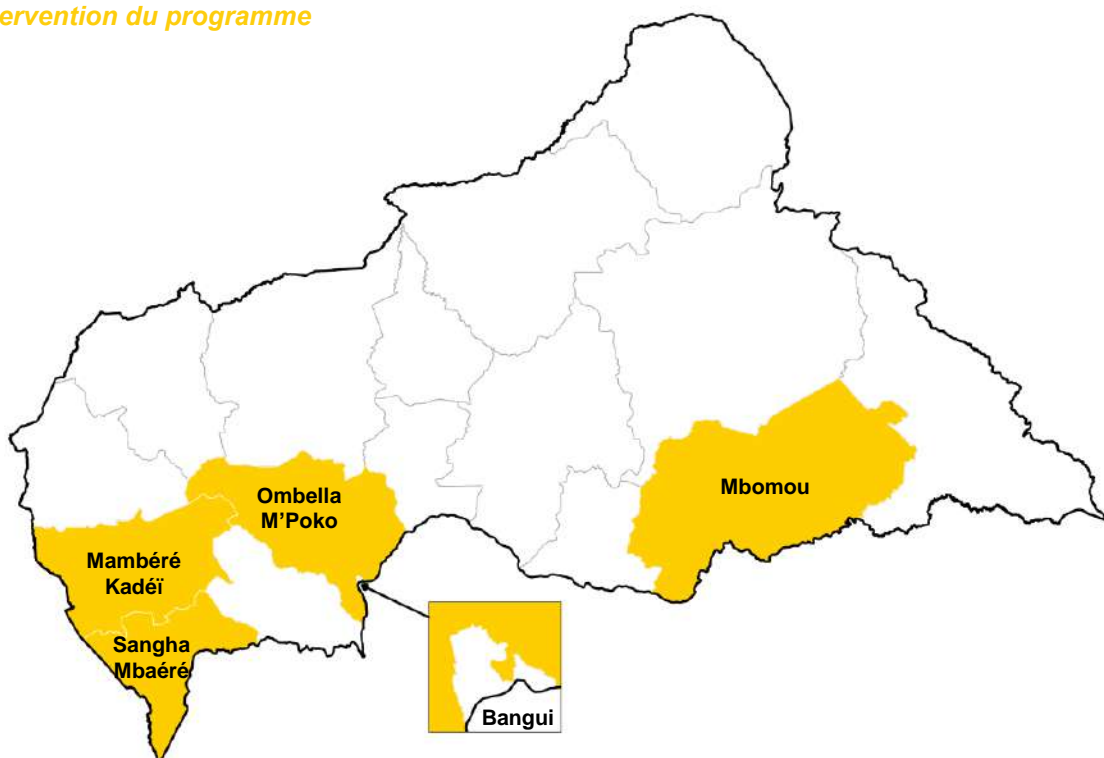 ervention du programme
Ombella
M'Poko
Mbomou
Mambéré
Kadéï
Sangha
Mbaéré
Bangui